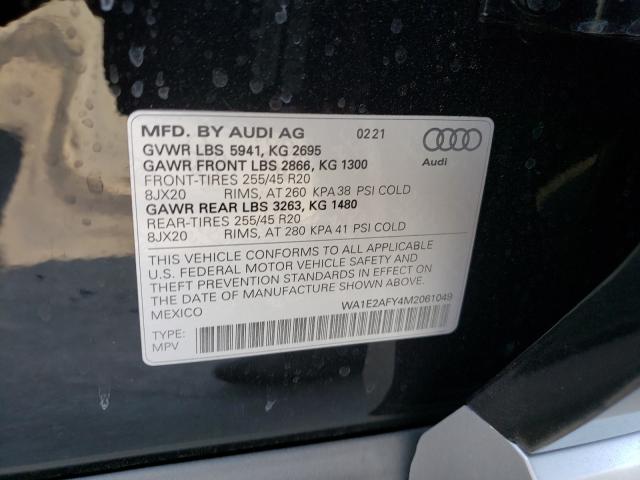 MFD. BY AUDI AG 02 21
GVWR LBS 5941, KG 2695
GAWR FRONT LBS 2866, KG 1300
FRONT-TIRES 255/45 R20
8JX20 RIMS, AT 260 KPA 38 PSI COLD
GAWR REAR LBS 3263, KG 1480
REAR-TIRES 255/45 R20
8JX20 RIMS, AT 280 KPA 41 PSI COLD
Audi
THIS VEHICLE CONFORMS TO ALL APPLICABLE
U.S. FEDERAL MOTOR VEHICLE SAFETY AND
THEFT PREVENTION STANDARDS IN EFFECT ON
THE DATE OF MANUFACTURE SHOWN ABOVE.
MEXICO WA1E2AFY4M2061049
TYPE:
MPV